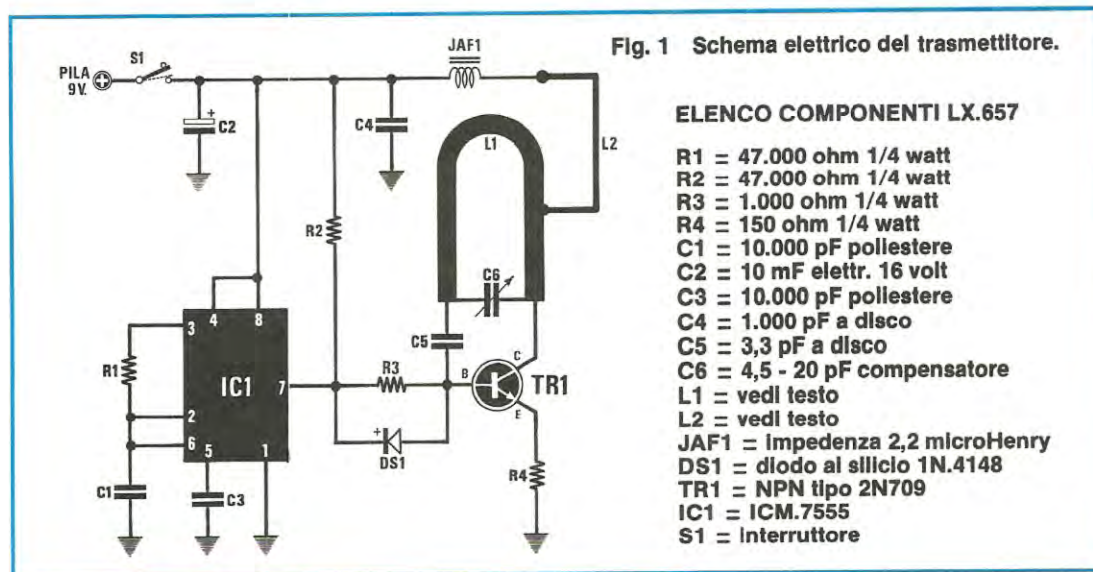 Fig. 1 Schema elettrico del trasmettitore.
ELENCO COMPONENTI LX.657
R1 = 47.000 ohm 1/4 watt
R2 = 47.000 ohm 1/4 watt
R3 = 1.000 ohm 1/4 watt
R4 = 150 ohm 1/4 watt
C1 = 10.000 pF poliestere
C2 = 10 mF elettr. 16 volt
C3 = 10.000 pF poliestere
C4 = 1.000 pF a disco
C5 = 3,3 pF a disco
C6 = 4,5 - 20 pF compensatore
L1 = vedi testo
L2 = vedi testo
JAF1 = impedenza 2,2 microHenry
DS1 = diodo al silicio 1N.4148
TR1 = NPN tipo 2N709
IC1 = ICM.7555
S1 = interruttore
PILA
9V.
S1
+
C2
JAF1
C4
L1
L2
R2
C6
C5
4
8
3
R1
IC1
7
R3
B
C
TR1
E
2
6
5
1
+
DS1
R4
C1
C3